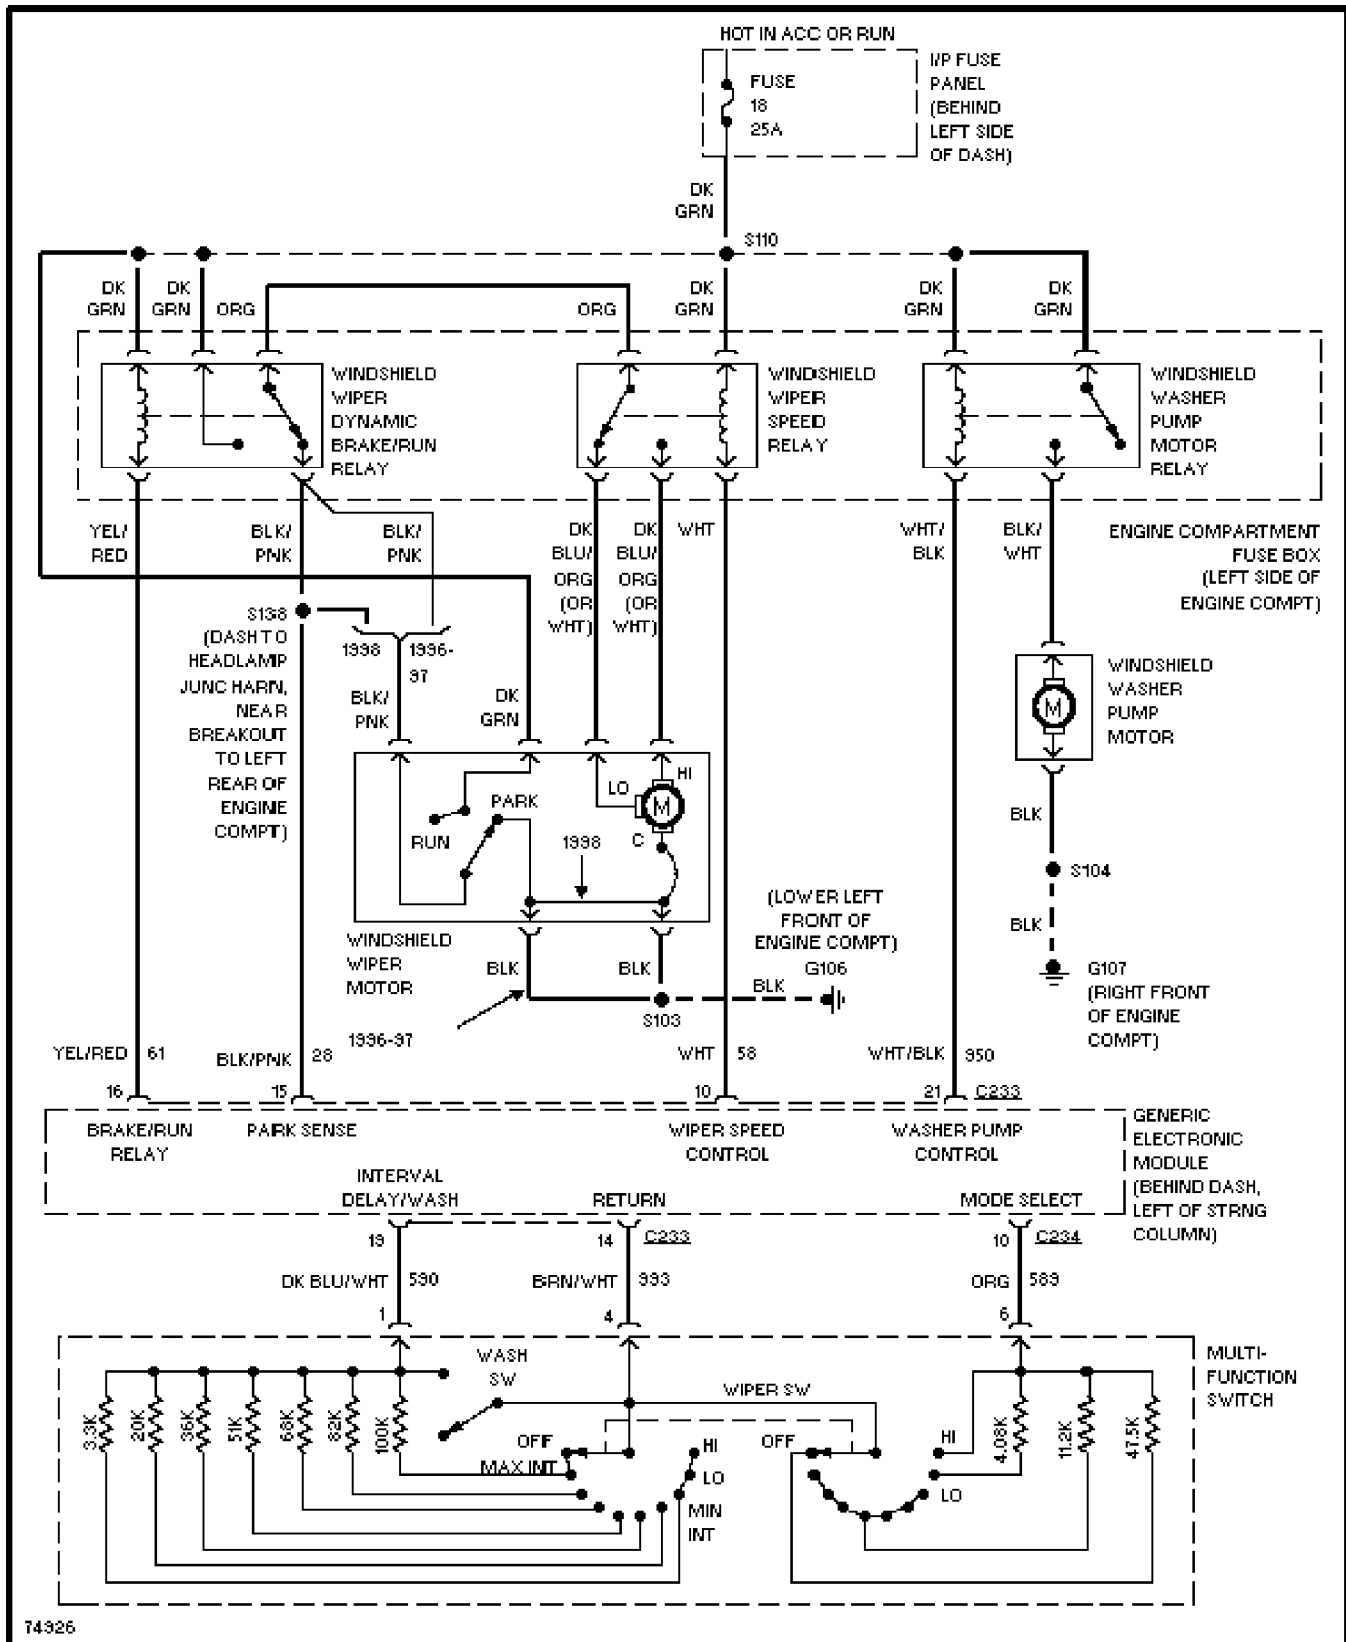 HOT IN ACC OR RUN
FUSE
18
25A
I/P FUSE
PANEL
(BEHIND
LEFT SIDE
OF DASH)
DK
GRN
S110
DK
GRN
DK
GRN
ORG
ORG
DK
GRN
DK
GRN
DK
GRN
WINDSHIELD
WIPER
DYNAMIC
BRAKE/RUN
RELAY
WINDSHIELD
WIPER
SPEED
RELAY
WINDSHIELD
WASHER
PUMP
MOTOR
RELAY
YEL/
RED
BLK/
PNK
BLK/
PNK
DK
BLU/
ORG
(OR
WHT)
DK
BLU/
ORG
(OR
WHT)
WHT
WHT/
BLK
BLK/
WHT
ENGINE COMPARTMENT
FUSE BOX
(LEFT SIDE OF
ENGINE COMPT)
S138
(DASH TO
HEADLAMP
JUNC HARN,
NEAR
BREAKOUT
TO LEFT
REAR OF
ENGINE
COMPT)
1998
1996-
97
BLK/
PNK
DK
GRN
WINDSHIELD
WASHER
PUMP
MOTOR
M
RUN
PARK
LO
HI
M
C
1998
WINDSHIELD
WIPER
MOTOR
BLK
BLK
1996-97
S103
BLK
(LOWER LEFT
FRONT OF
ENGINE COMPT)
G106
BLK
S104
BLK
G107
(RIGHT FRONT
OF ENGINE
COMPT)
YEL/RED 61
BLK/PNK 28
WHT 58
WHT/BLK 950
16
15
10
21 C233
BRAKE/RUN
RELAY
PARK SENSE
WIPER SPEED
CONTROL
WASHER PUMP
CONTROL
INTERVAL
DELAY/WASH
RETURN
MODE SELECT
GENERIC
ELECTRONIC
MODULE
(BEHIND DASH,
LEFT OF STRNG
COLUMN)
19
14 C233
10 C234
DK BLU/WHT 590
BRN/WHT 993
ORG 589
1
4
6
MULTI-
FUNCTION
SWITCH
WASH
SW
WIPER SW
3.3K
20K
36K
51K
68K
82K
100K
OFF
MAX INT
HI
LO
MIN
INT
OFF
HI
LO
4.08K
11.2K
47.5K
74926